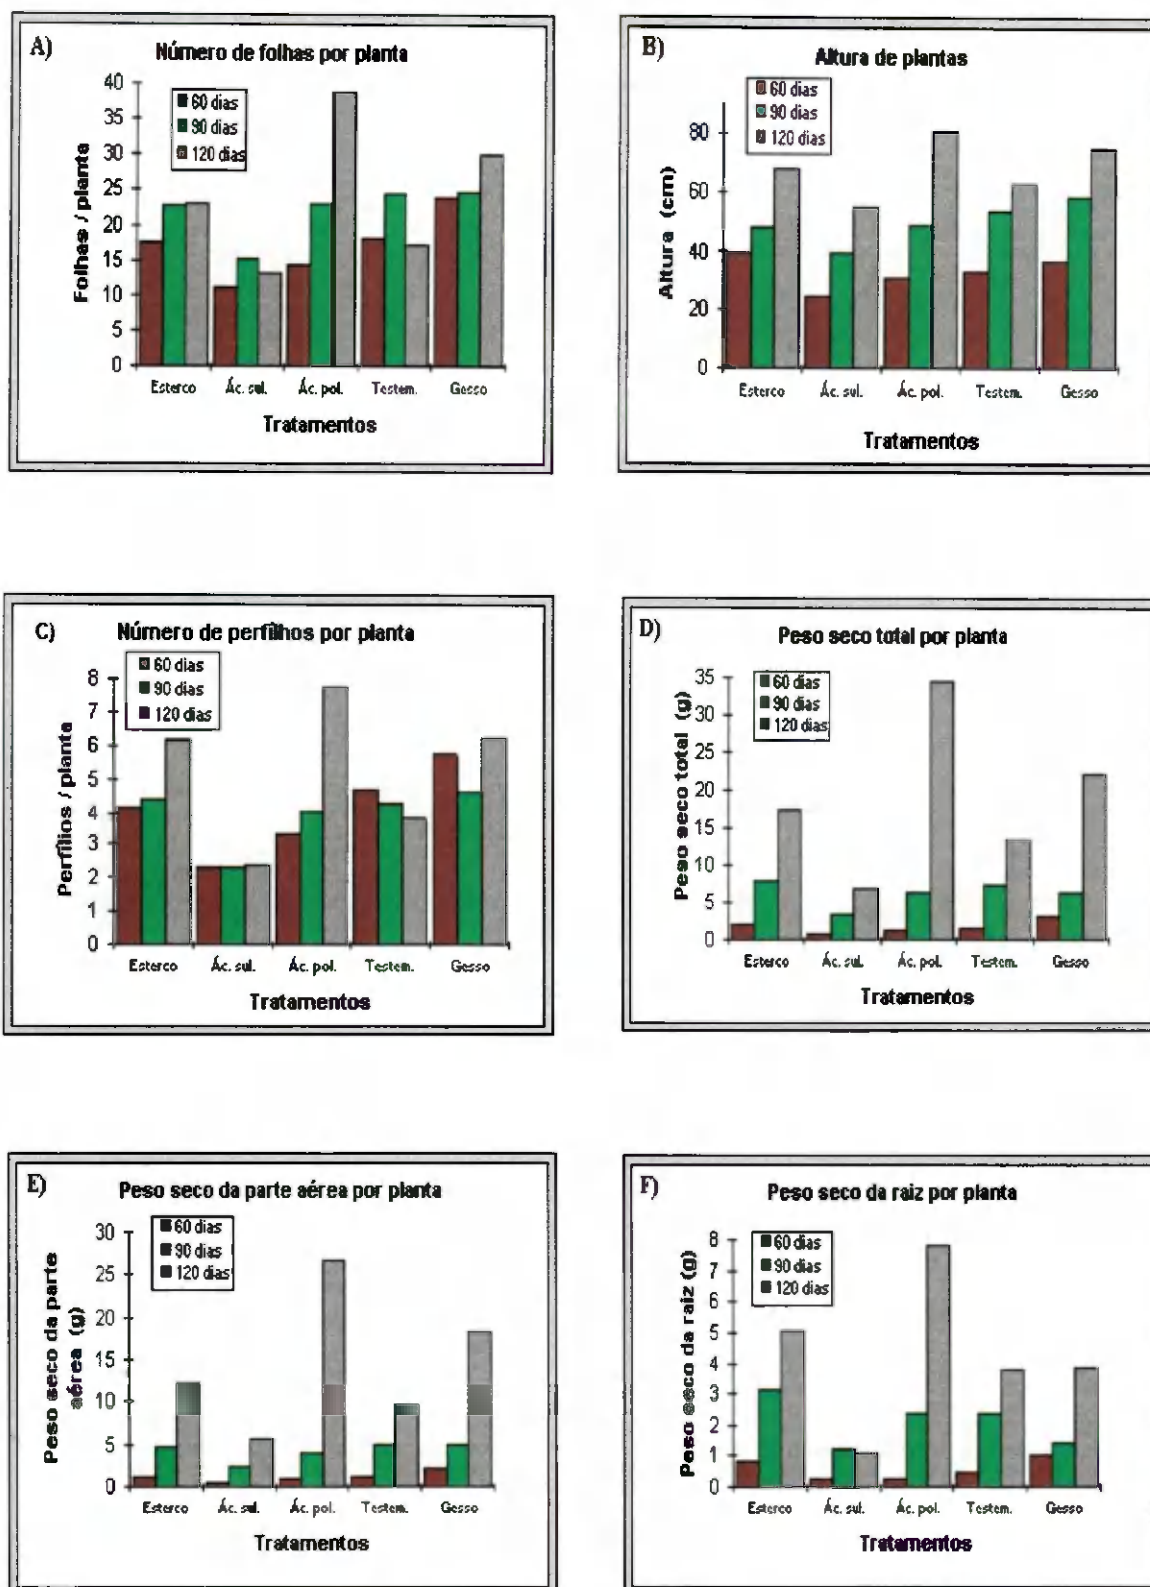 A)
Número de folhas por planta
Folhas / planta
40
35
30
25
20
15
10
5
0
60 dias
90 dias
120 dias
Esterco Ác. sul. Ác. pol. Testem. Gesso
Tratamentos
B)
Altura de plantas
Altura (cm)
80
60
40
20
0
60 dias
90 dias
120 dias
Esterco Ác. sul. Ác. pol. Testem. Gesso
Tratamentos
C)
Número de perfilhos por planta
Perfílios / planta
8
7
6
5
4
3
2
1
0
60 dias
90 dias
120 dias
Esterco Ác. sul. Ác. pol. Testem. Gesso
Tratamentos
D)
Peso seco total por planta
Peso seco total (g)
35
30
25
20
15
10
5
0
60 dias
90 dias
120 dias
Esterco Ác. sul. Ác. pol. Testem. Gesso
Tratamentos
E)
Peso seco da parte aérea por planta
Peso seco da parte
aérea (g)
30
25
20
15
10
5
0
60 dias
90 dias
120 dias
Esterco Ác. sul. Ác. pol. Testem. Gesso
Tratamentos
F)
Peso seco da raiz por planta
Peso seco da raiz (g)
8
7
6
5
4
3
2
1
0
60 dias
90 dias
120 dias
Esterco Ác. sul. Ác. pol. Testem. Gesso
Tratamentos